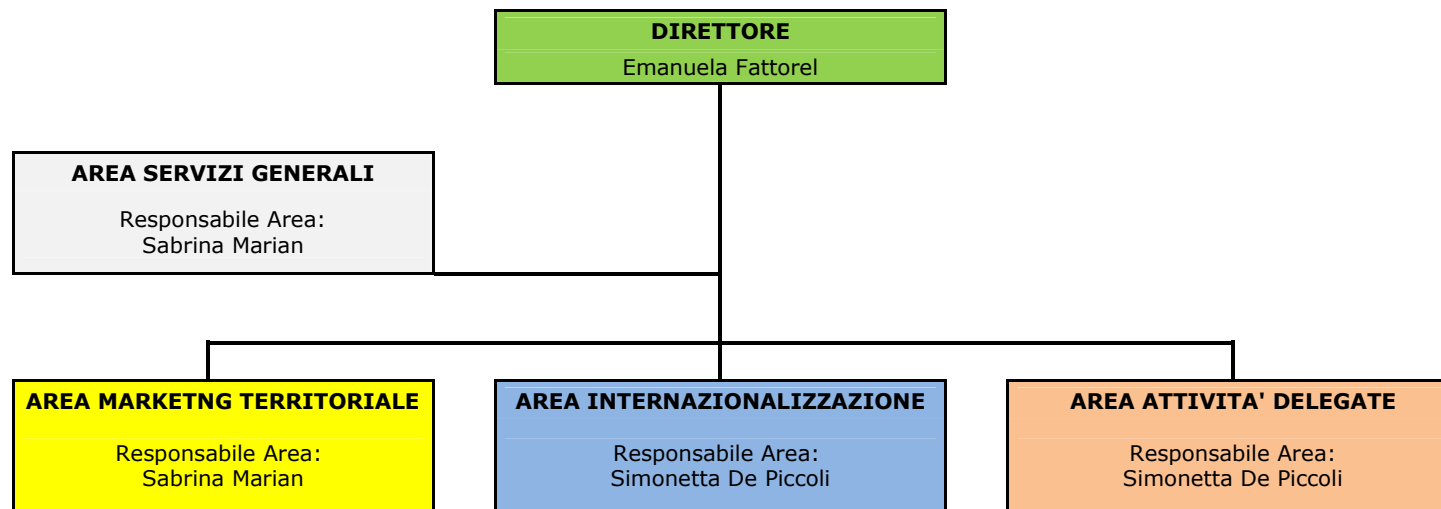 DIRETTORE
Emanuela Fattorel
AREA SERVIZI GENERALI
Responsabile Area:
Sabrina Marian
AREA MARKETNG TERRITORIALE
Responsabile Area:
Sabrina Marian
AREA INTERNAZIONALIZZAZIONE
Responsabile Area:
Simonetta De Piccoli
AREA ATTIVITA' DELEGATE
Responsabile Area:
Simonetta De Piccoli